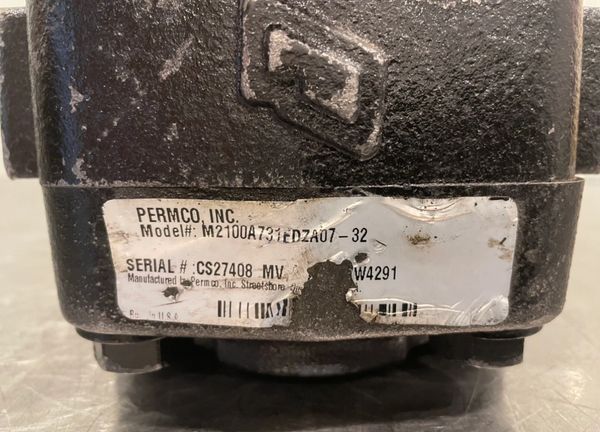 PERMCO, INC.
Model#: M2100A731EDZA07-32
SERIAL # :CS27408 MV W4291
Manufactured by Permco, Inc. Streetsboro
U.S.A